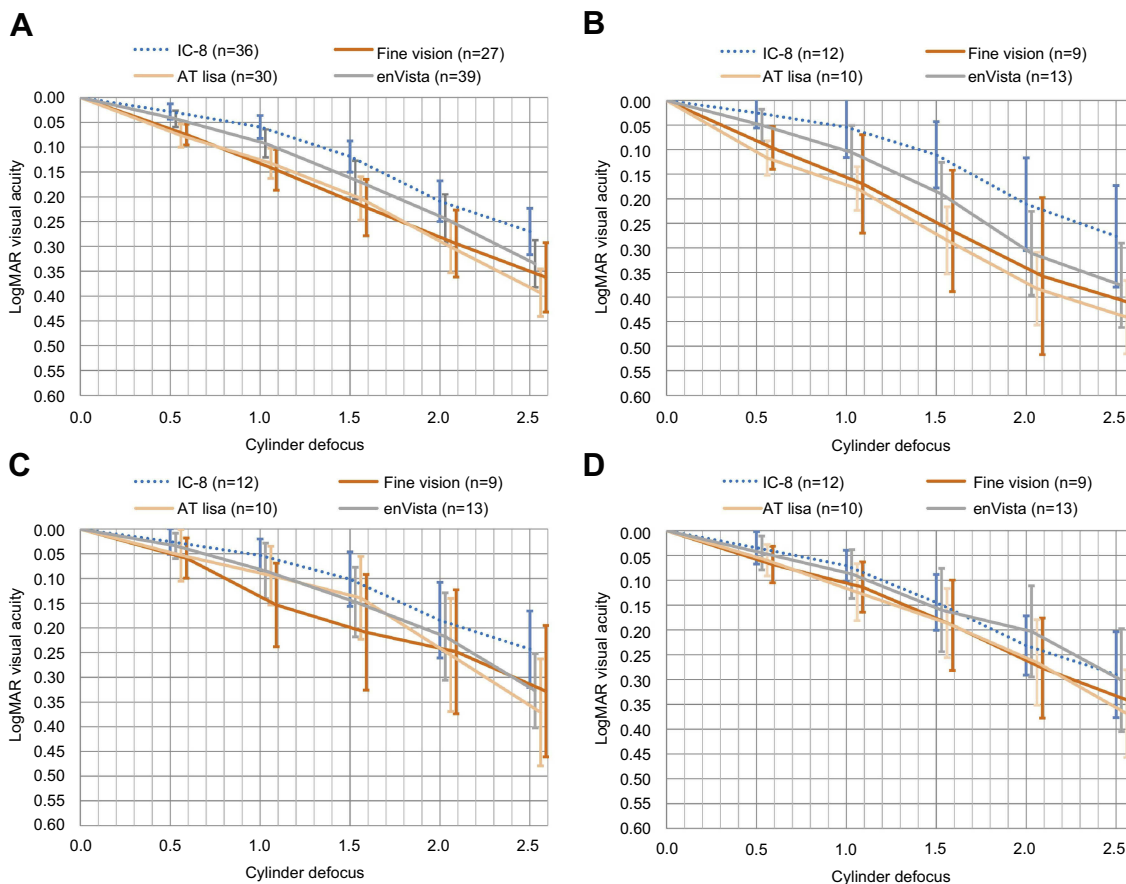 A
IC-8 (n=36) Fine vision (n=27)
AT lisa (n=30) enVista (n=39)
LogMAR visual acuity
0.00
0.05
0.10
0.15
0.20
0.25
0.30
0.35
0.40
0.45
0.50
0.55
0.60
0.0 0.5 1.0 1.5 2.0 2.5
Cylinder defocus
B
IC-8 (n=12) Fine vision (n=9)
AT lisa (n=10) enVista (n=13)
LogMAR visual acuity
0.00
0.05
0.10
0.15
0.20
0.25
0.30
0.35
0.40
0.45
0.50
0.55
0.60
0.0 0.5 1.0 1.5 2.0 2.5
Cylinder defocus
C
IC-8 (n=12) Fine vision (n=9)
AT lisa (n=10) enVista (n=13)
LogMAR visual acuity
0.00
0.05
0.10
0.15
0.20
0.25
0.30
0.35
0.40
0.45
0.50
0.55
0.60
0.0 0.5 1.0 1.5 2.0 2.5
Cylinder defocus
D
IC-8 (n=12) Fine vision (n=9)
AT lisa (n=10) enVista (n=13)
LogMAR visual acuity
0.00
0.05
0.10
0.15
0.20
0.25
0.30
0.35
0.40
0.45
0.50
0.55
0.60
0.0 0.5 1.0 1.5 2.0 2.5
Cylinder defocus